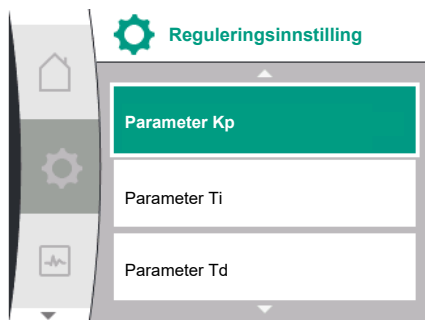 Reguleringsinnstilling
Parameter Kp
Parameter Ti
Parameter Td